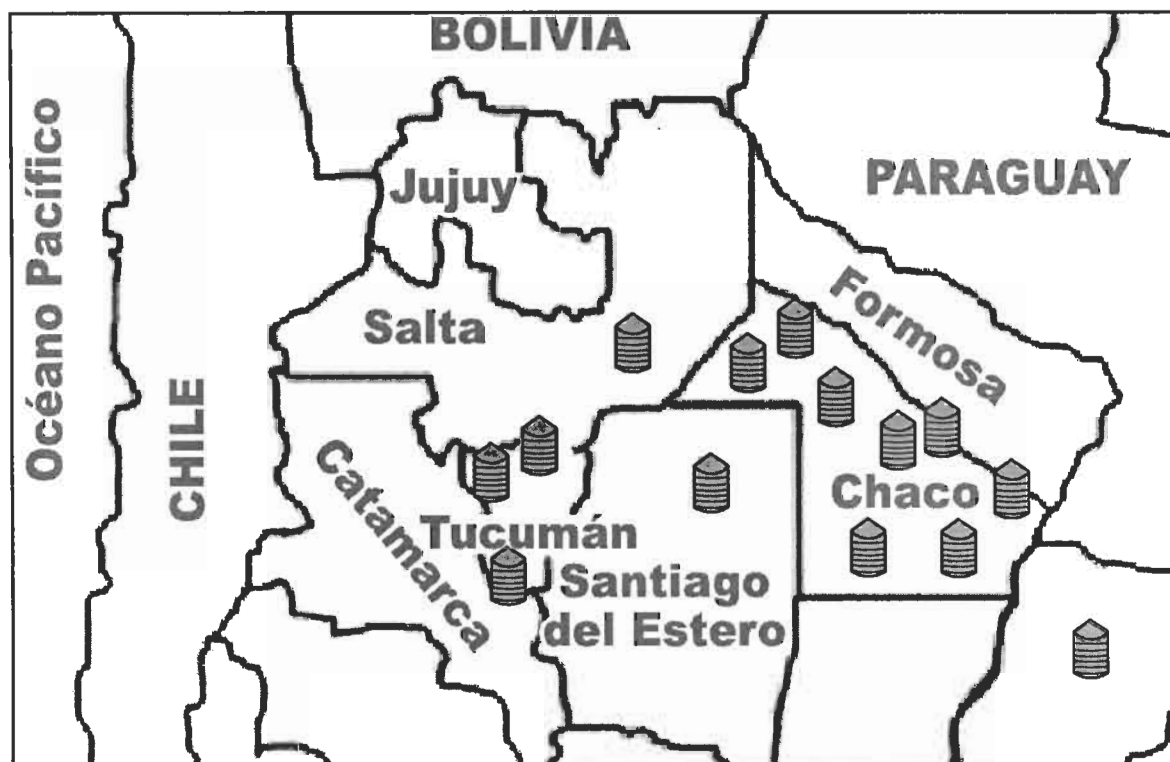 BOLIVIA
Océano Pacífico
CHILE
Jujuy
PARAGUAY
Salta
Formosa
Catamarca
Tucumán
Chaco
Santiago
del Estero